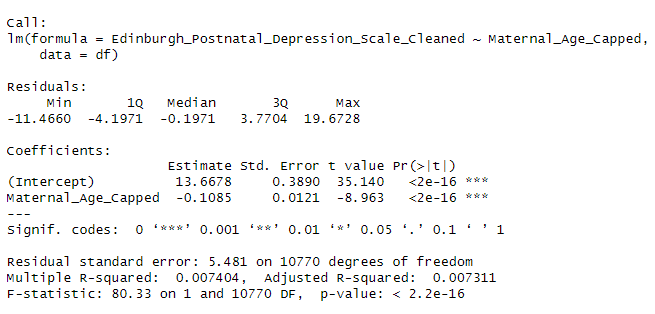 Call:
lm(formula = Edinburgh_Postnatal_Depression_Scale_Cleaned ~ Maternal_Age_Capped,
    data = df)

Residuals:
     Min       1Q   Median       3Q      Max
-11.4660  -4.1971  -0.1971   3.7704  19.6728

Coefficients:
                    Estimate Std. Error t value Pr(>|t|)
(Intercept)          13.6678     0.3890  35.140   <2e-16 ***
Maternal_Age_Capped  -0.1085     0.0121  -8.963   <2e-16 ***
---
Signif. codes:  0 ‘***’ 0.001 ‘**’ 0.01 ‘*’ 0.05 ‘.’ 0.1 ‘ ’ 1

Residual standard error: 5.481 on 10770 degrees of freedom
Multiple R-squared:  0.007404,  Adjusted R-squared:  0.007311
F-statistic: 80.33 on 1 and 10770 DF,  p-value: < 2.2e-16